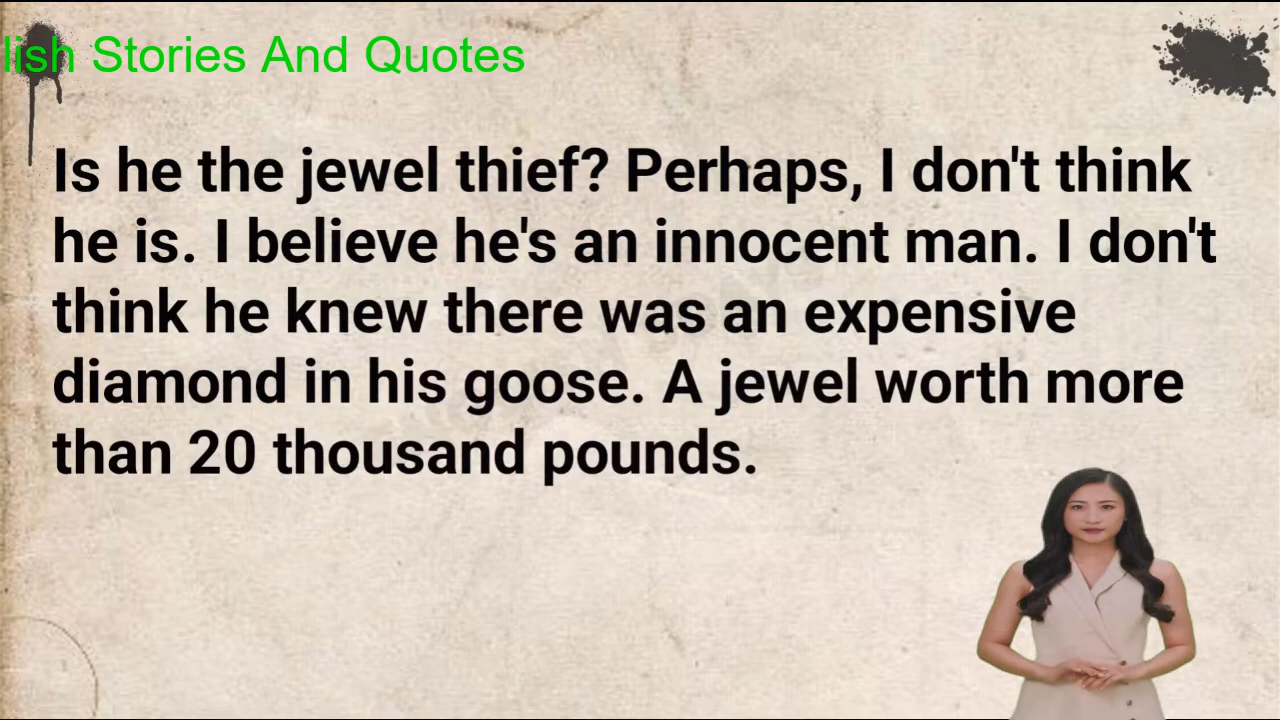 lish Stories And Quotes
Is he the jewel thief? Perhaps, I don't think
he is. I believe he's an innocent man. I don't
think he knew there was an expensive
diamond in his goose. A jewel worth more
than 20 thousand pounds.